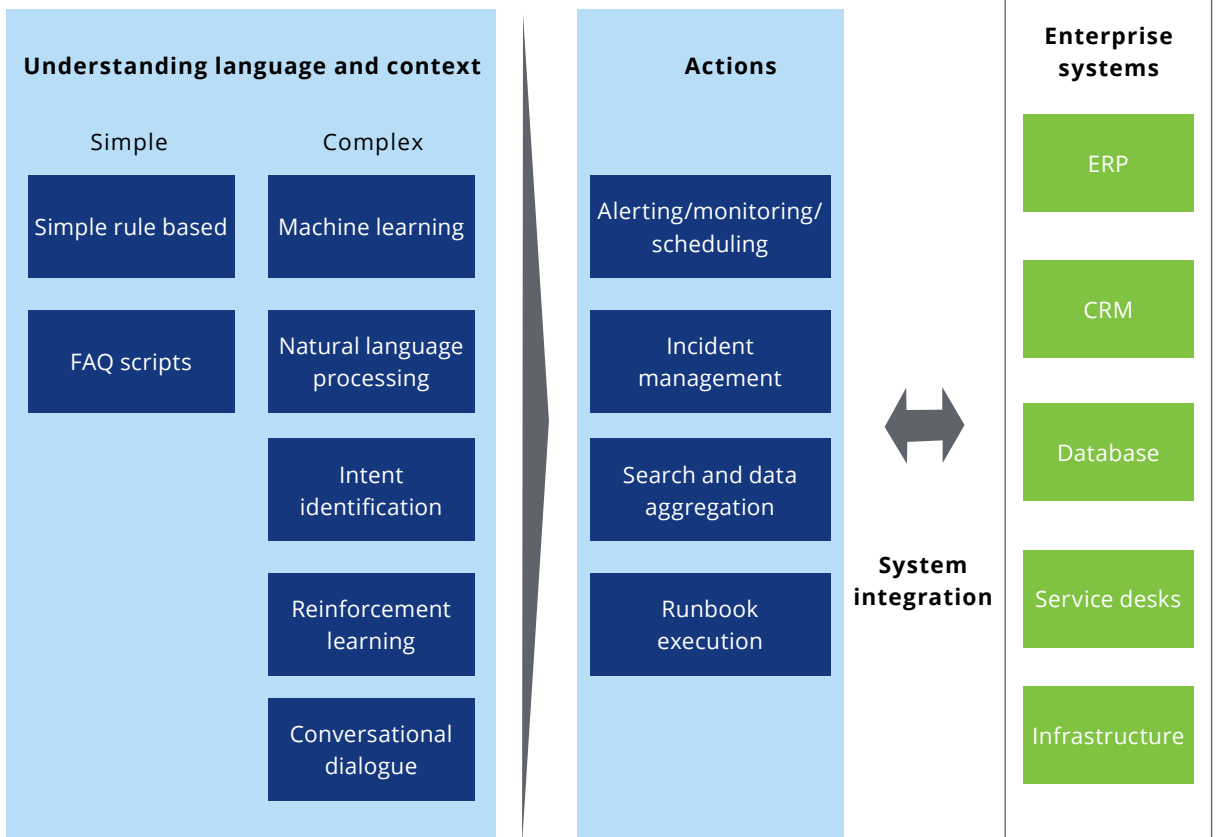 Understanding language and context
Simple
Complex
Simple rule based
FAQ scripts
Machine learning
Natural language
processing
Intent
identification
Reinforcement
learning
Conversational
dialogue
Actions
Alerting/monitoring/
scheduling
Incident
management
Search and data
aggregation
Runbook
execution
System
integration
Enterprise
systems
ERP
CRM
Database
Service desks
Infrastructure